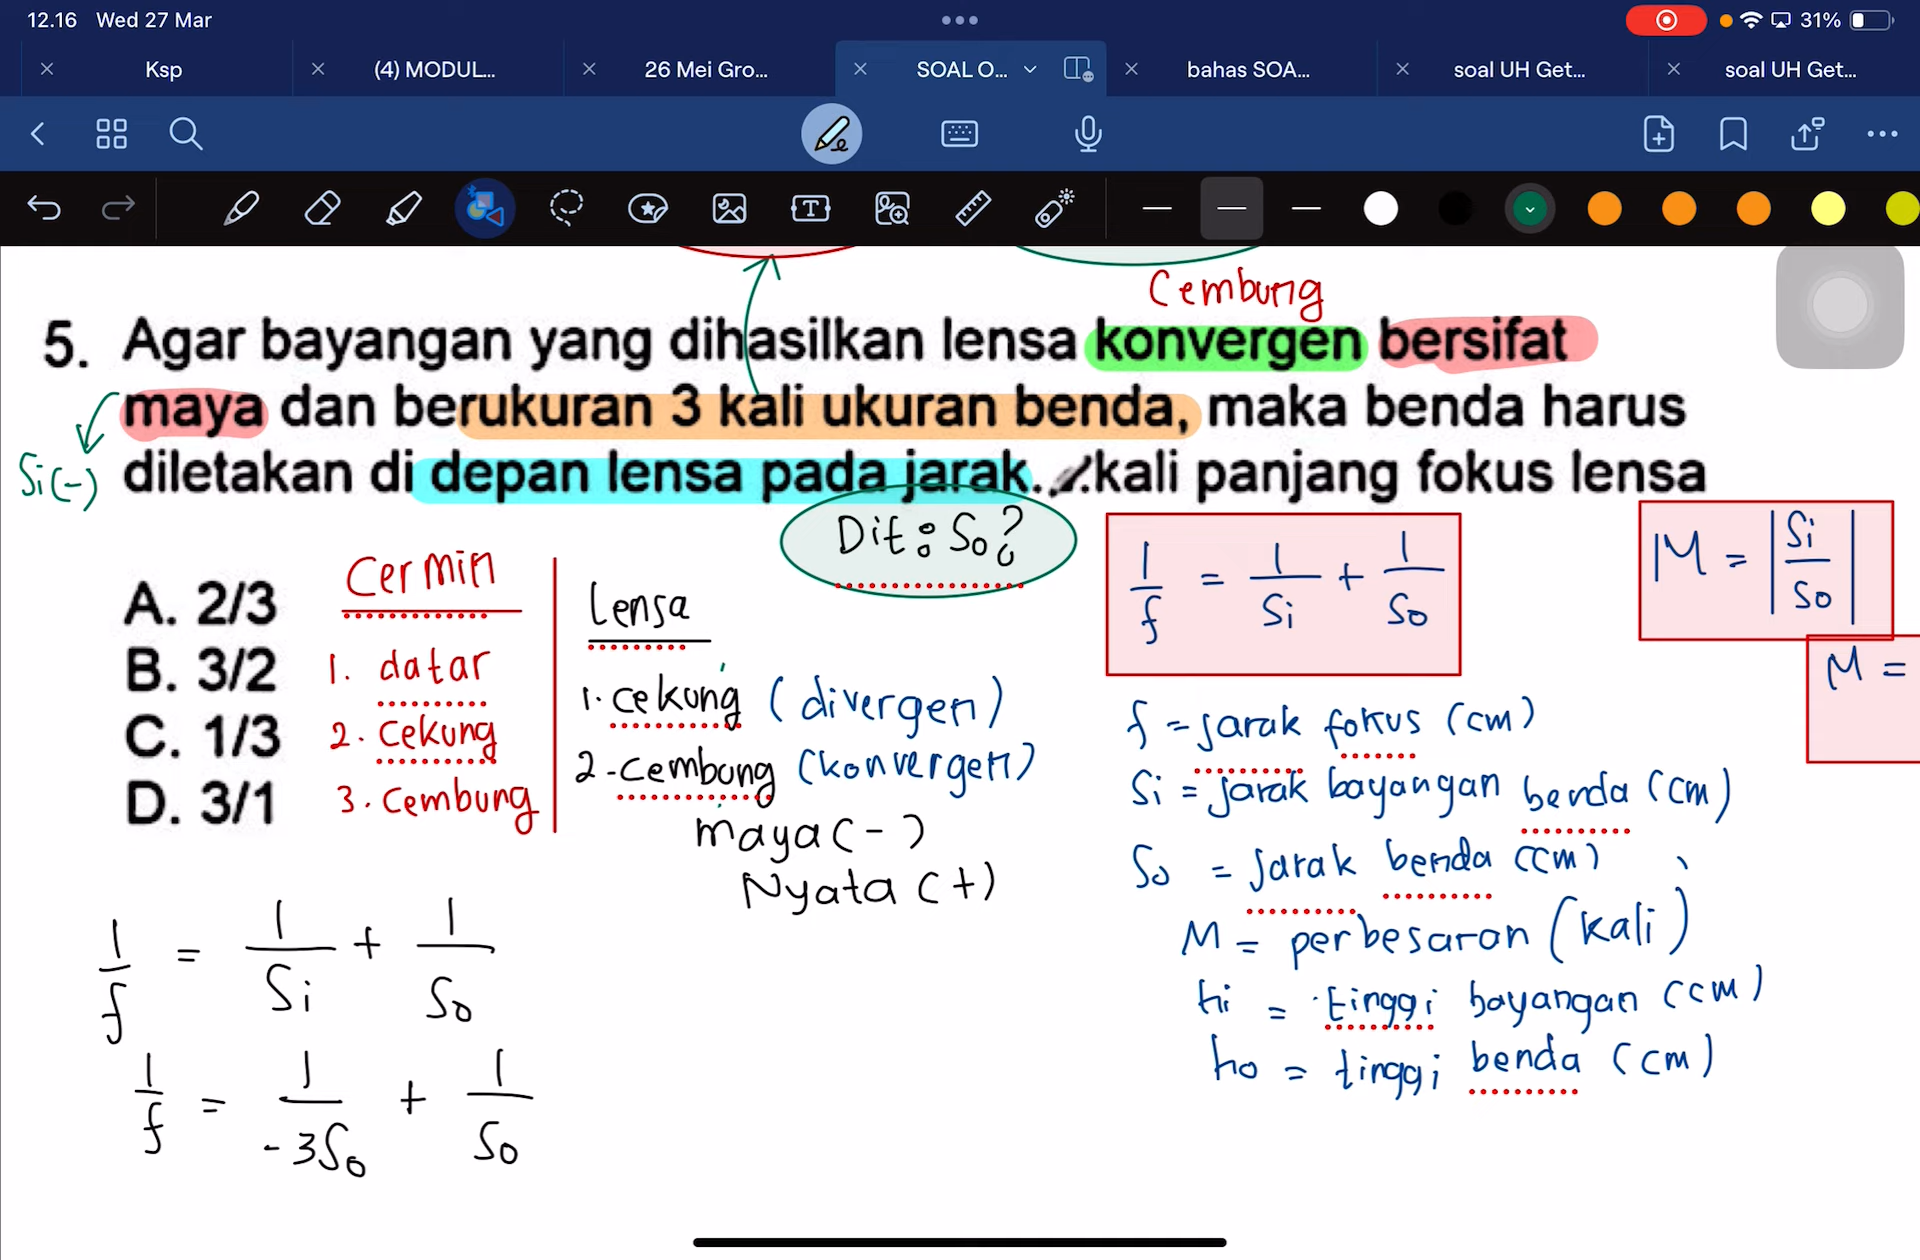 12.16 Wed 27 Mar
31%
Ksp
(4) MODUL...
26 Mei Gro...
SOAL O...
bahas SOA...
soal UH Get...
soal UH Get...
Cembung
5. Agar bayangan yang dihasilkan lensa konvergen bersifat
maya dan berukuran 3 kali ukuran benda, maka benda harus
Si (-)
diletakan di depan lensa pada jarak...kali panjang fokus lensa
Dit : So?
A. 2/3
B. 3/2
C. 1/3
D. 3/1
Cermin
1. datar
2. Cekung
3. Cembung
Lensa
1. cekung (divergen)
2. cembung (konvergen)
maya (-)
Nyata (+)
1/f = 1/Si + 1/So
M = |Si/So|
M =
f = jarak fokus (cm)
Si = jarak bayangan benda (cm)
So = jarak benda (cm)
M = perbesaran (kali)
hi = tinggi bayangan (cm)
ho = tinggi benda (cm)
1/f = 1/Si + 1/So
1/f = 1/-3So + 1/So